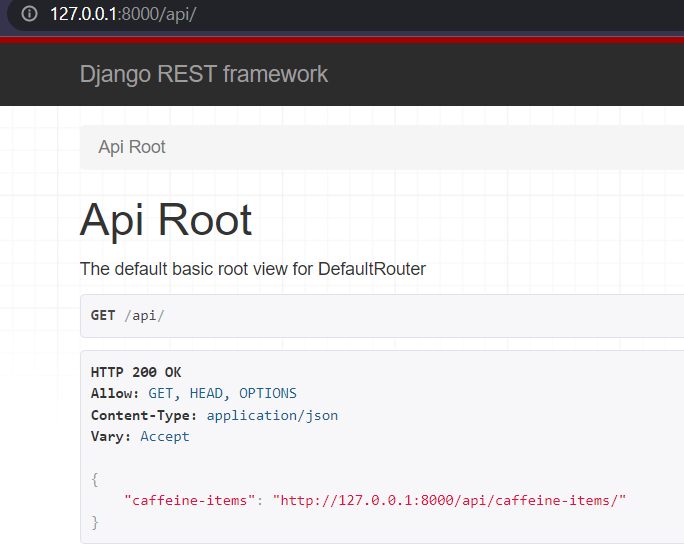 127.0.0.1:8000/api/
Django REST framework
Api Root
Api Root
The default basic root view for DefaultRouter
GET /api/
HTTP 200 OK
Allow: GET, HEAD, OPTIONS
Content-Type: application/json
Vary: Accept
{
"caffeine-items": "http://127.0.0.1:8000/api/caffeine-items/"
}